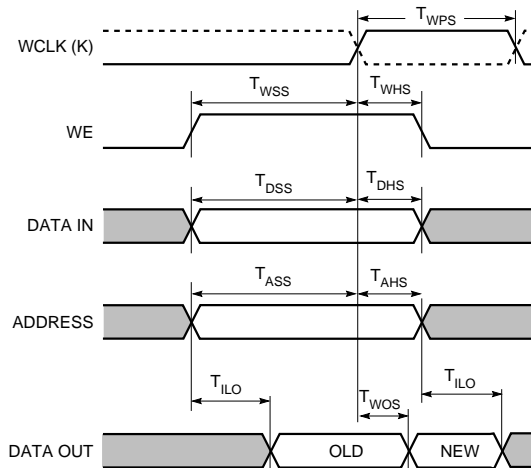 T_WPS
WCLK (K)
T_WSS T_WHS
WE
T_DSS T_DHS
DATA IN
T_ASS T_AHS
ADDRESS
T_ILO T_WOS T_ILO
DATA OUT OLD NEW